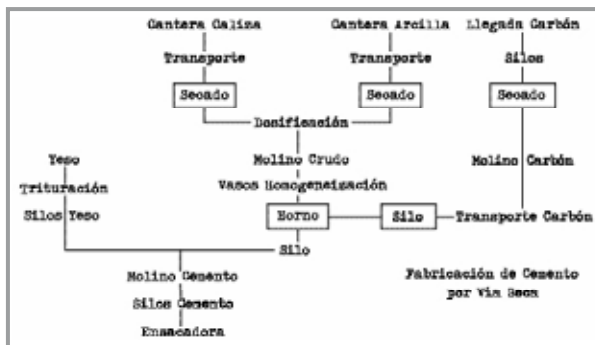 Cantera Caliza
Cantera Arcilla
Llegada Carbón
Transporte
Transporte
Silos
Secado
Secado
Secado
Dosificación
Yeso
Molino Crudo
Molino Carbón
Trituración
Vasos Homogeneización
Silos Yeso
Horno
Silo
Transporte Carbón
Silo
Molino Cemento
Fabricación de Cemento
por Via Seca
Silos Cemento
Ensacadora